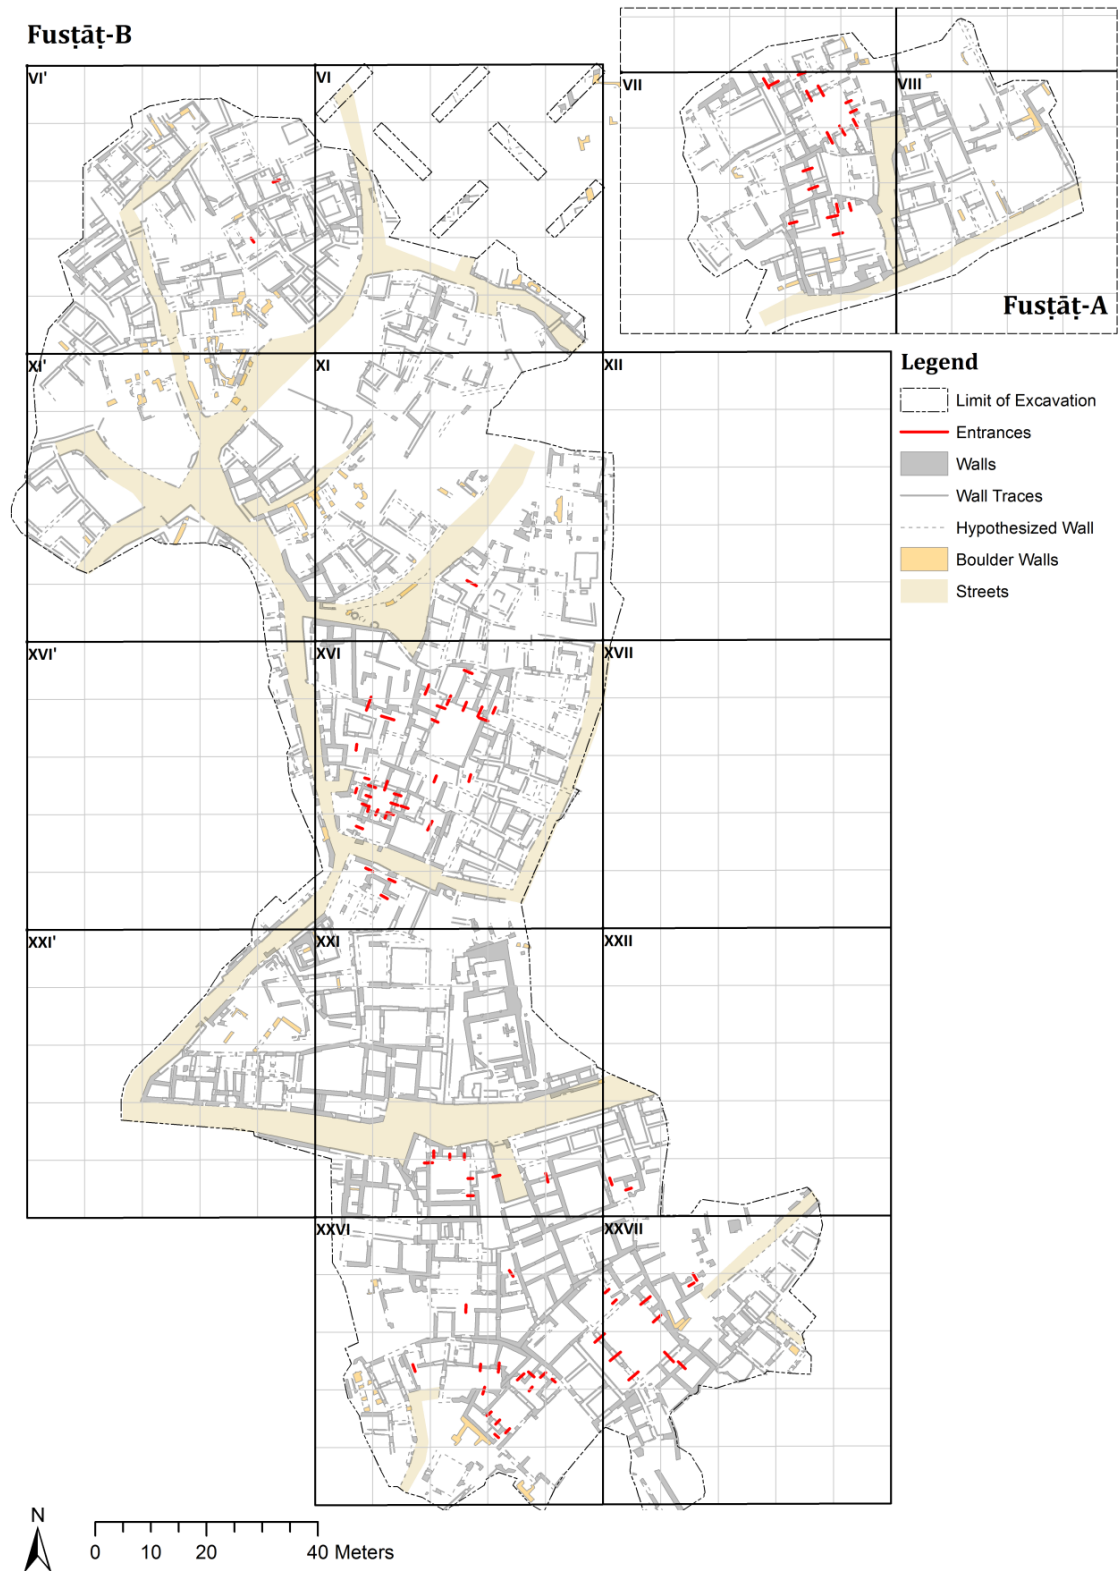 Fusṭāṭ-B
VI'
VI
VII
VIII
Fusṭāṭ-A
XI'
XI
XII
Legend
Limit of Excavation
Entrances
Walls
Wall Traces
Hypothesized Wall
Boulder Walls
Streets
XVI'
XVI
XVII
XXI'
XXI
XXII
XXVI
XXVII
N
0 10 20 40 Meters